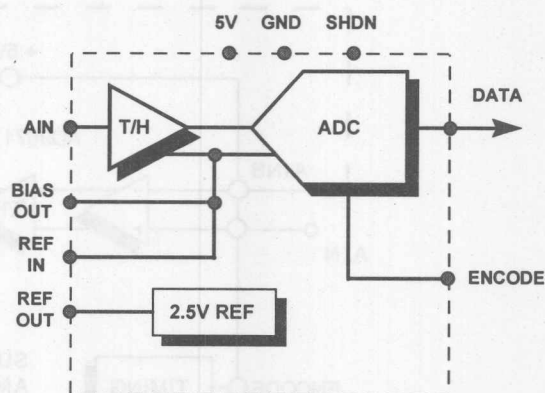 5V GND SHDN
DATA
AIN
T/H
ADC
BIAS
OUT
REF
IN
ENCODE
REF
OUT
2.5V REF